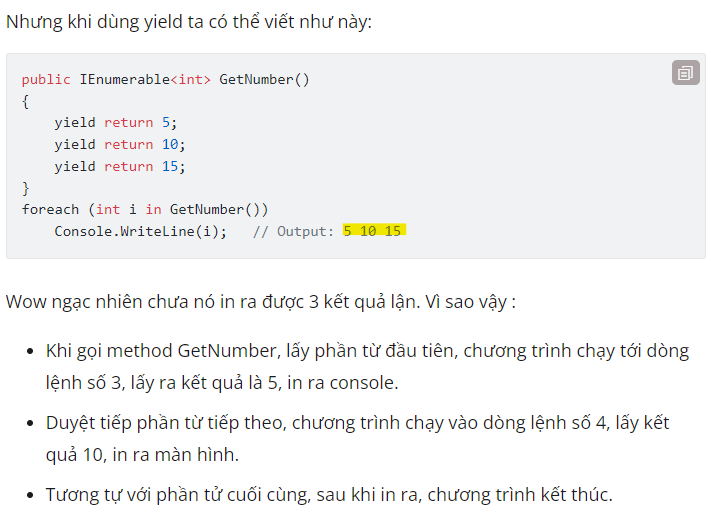 Nhưng khi dùng yield ta có thể viết như này:
public IEnumerable<int> GetNumber()
{
    yield return 5;
    yield return 10;
    yield return 15;
}
foreach (int i in GetNumber())
    Console.WriteLine(i);   // Output: 5 10 15
Wow ngạc nhiên chưa nó in ra được 3 kết quả lận. Vì sao vậy :
• Khi gọi method GetNumber, lấy phần từ đầu tiên, chương trình chạy tới dòng
lệnh số 3, lấy ra kết quả là 5, in ra console.
• Duyệt tiếp phần từ tiếp theo, chương trình chạy vào dòng lệnh số 4, lấy kết
quả 10, in ra màn hình.
• Tương tự với phần tử cuối cùng, sau khi in ra, chương trình kết thúc.